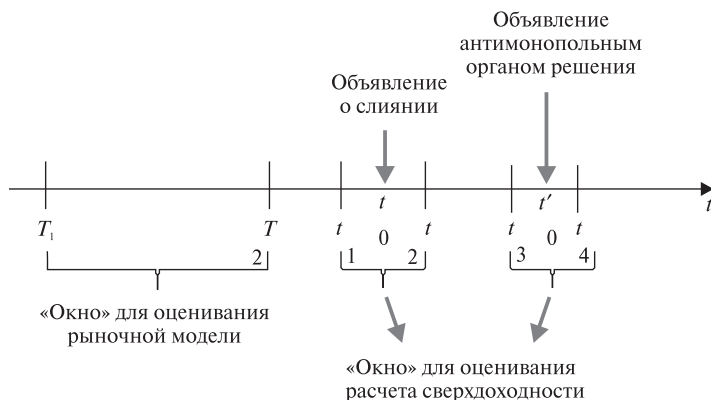 Объявление
антимонопольным
органом решения
Объявление
о слиянии
t t′ t
T₁ T t t t t
0 0
2 1 2 3 4
«Окно» для оценивания
рыночной модели
«Окно» для оценивания
расчета сверхдоходности